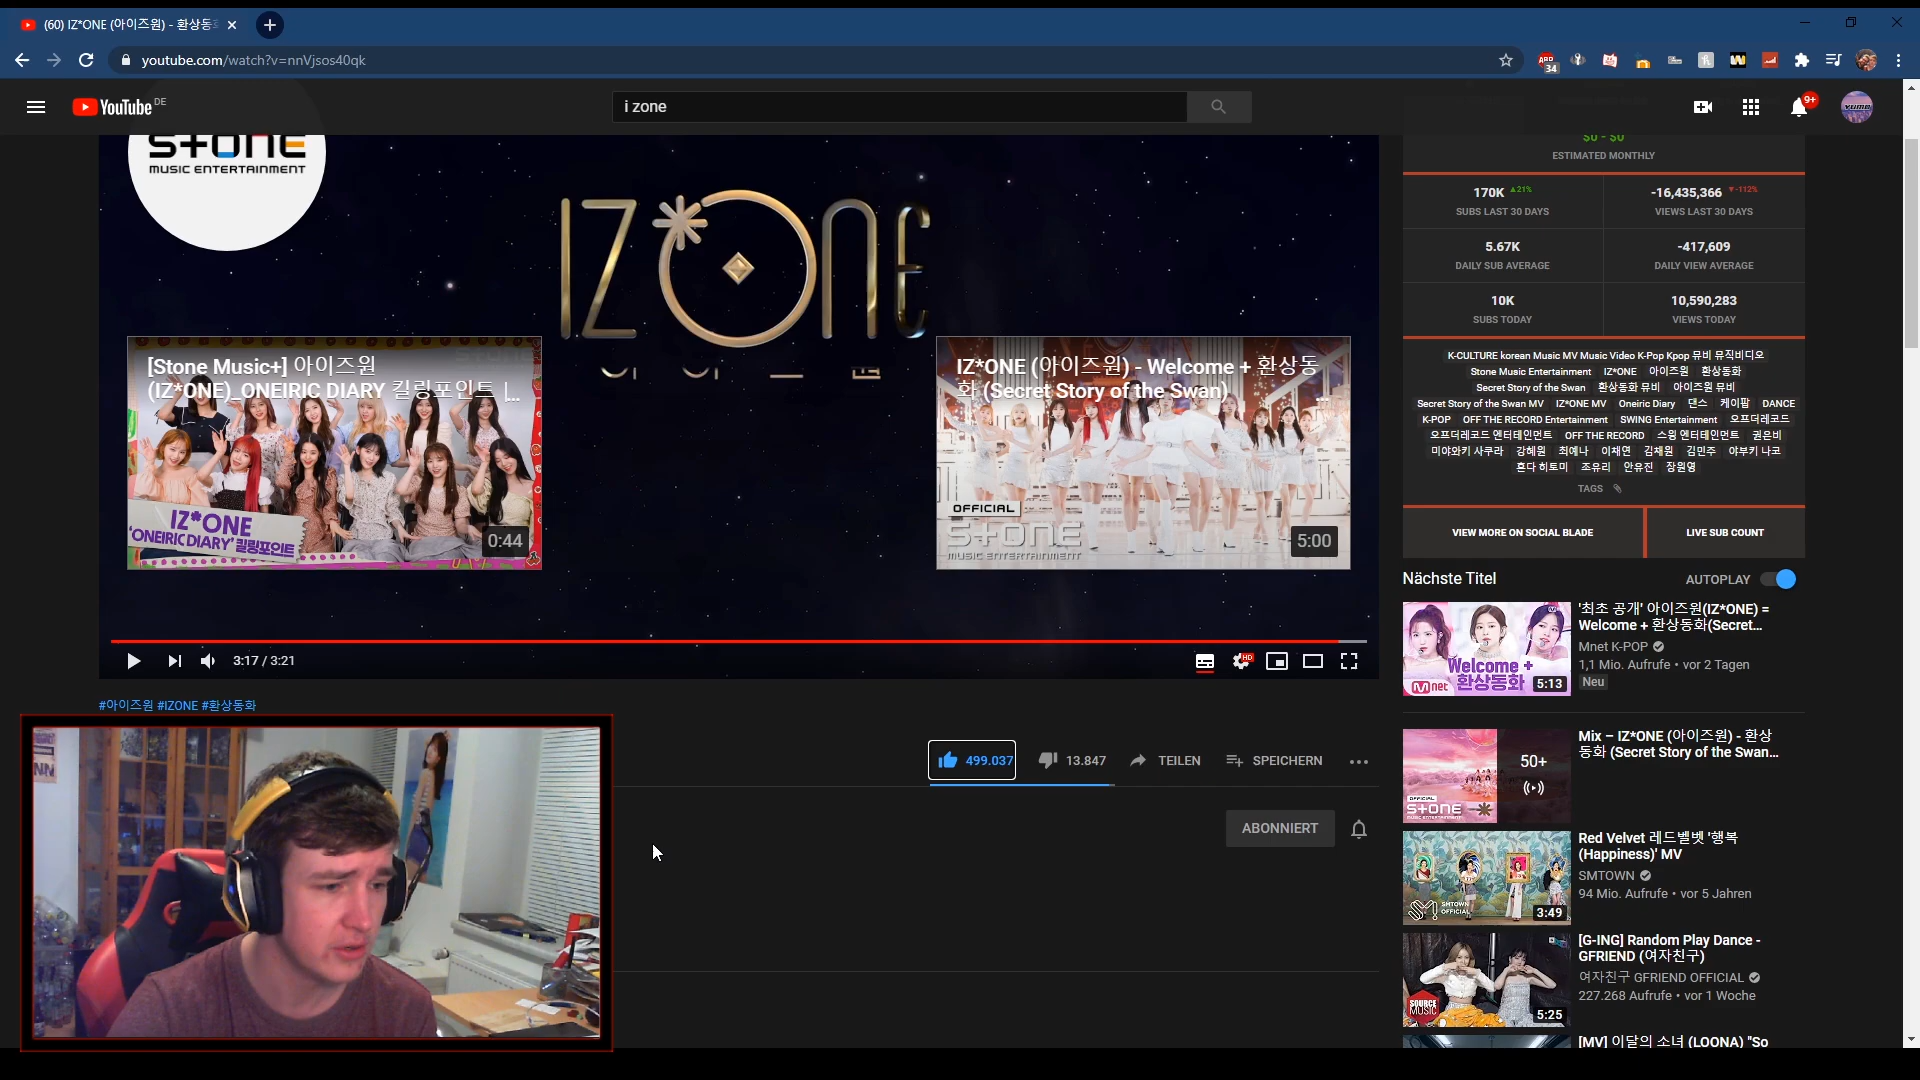 (60) IZ*ONE (아이즈원) - 환상동화
youtube.com/watch?v=nnVjsos40qk
34
YouTube DE
i zone
9+
STONE
MUSIC ENTERTAINMENT
IZ*ONE
[Stone Music+] 아이즈원
(IZ*ONE)_ONEIRIC DIARY 킬링포인트 |...
IZ*ONE
'ONEIRIC DIARY' 킬링포인트
0:44
IZ*ONE (아이즈원) - Welcome + 환상동
화 (Secret Story of the Swan) ...
OFFICIAL
STONE
MUSIC ENTERTAINMENT
5:00
3:17 / 3:21
HD
#아이즈원 #IZONE #환상동화
499.037
13.847
TEILEN
SPEICHERN
ABONNIERT
$0 - $0
ESTIMATED MONTHLY
170K ▲21%
SUBS LAST 30 DAYS
-16,435,366 ▼-112%
VIEWS LAST 30 DAYS
5.67K
DAILY SUB AVERAGE
-417,609
DAILY VIEW AVERAGE
10K
SUBS TODAY
10,590,283
VIEWS TODAY
K-CULTURE korean Music MV Music Video K-Pop Kpop 뮤비 뮤직비디오
Stone Music Entertainment IZ*ONE 아이즈원 환상동화
Secret Story of the Swan 환상동화 뮤비 아이즈원 뮤비
Secret Story of the Swan MV IZ*ONE MV Oneiric Diary 댄스 케이팝 DANCE
K-POP OFF THE RECORD Entertainment SWING Entertainment 오프더레코드
오프더레코드 엔터테인먼트 OFF THE RECORD 스윙 엔터테인먼트 권은비
미야와키 사쿠라 강혜원 최예나 이채연 김채원 김민주 야부키 나코
혼다 히토미 조유리 안유진 장원영
TAGS
VIEW MORE ON SOCIAL BLADE
LIVE SUB COUNT
Nächste Titel
AUTOPLAY
Welcome +
환상동화
Mnet
5:13
'최초 공개' 아이즈원(IZ*ONE) =
Welcome + 환상동화(Secret...
Mnet K-POP
1,1 Mio. Aufrufe • vor 2 Tagen
Neu
OFFICIAL
STONE
MUSIC ENTERTAINMENT
50+
Mix – IZ*ONE (아이즈원) - 환상
동화 (Secret Story of the Swan...
SMTOWN
OFFICIAL
3:49
Red Velvet 레드벨벳 '행복
(Happiness)' MV
SMTOWN
94 Mio. Aufrufe • vor 5 Jahren
SOURCE
MUSIC
5:25
[G-ING] Random Play Dance -
GFRIEND (여자친구)
여자친구 GFRIEND OFFICIAL
227.268 Aufrufe • vor 1 Woche
[MV] 이달의 소녀 (LOONA) "So